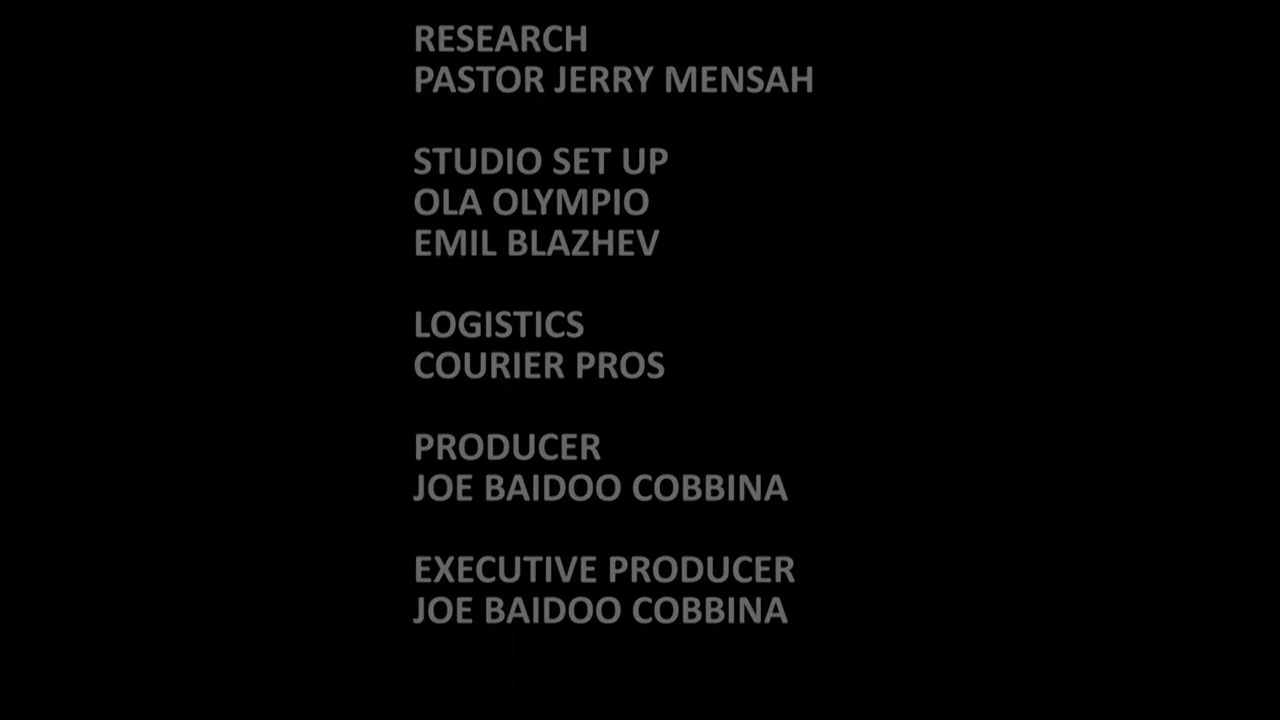 RESEARCH
PASTOR JERRY MENSAH
STUDIO SET UP
OLA OLYMPIO
EMIL BLAZHEV
LOGISTICS
COURIER PROS
PRODUCER
JOE BAIDOO COBBINA
EXECUTIVE PRODUCER
JOE BAIDOO COBBINA